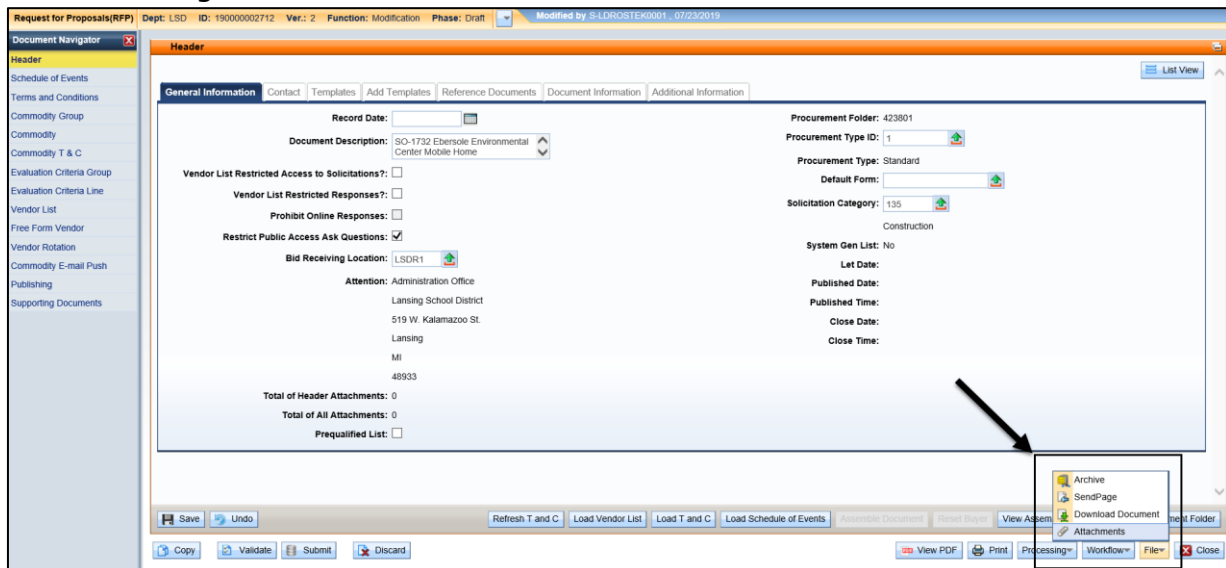 Request for Proposals(RFP) Dept: LSD ID: 190000002712 Ver.: 2 Function: Modification Phase: Draft Modified by S-LDROSTEK0001 , 07/23/2019
Document Navigator
Header
Schedule of Events
Terms and Conditions
Commodity Group
Commodity
Commodity T & C
Evaluation Criteria Group
Evaluation Criteria Line
Vendor List
Free Form Vendor
Vendor Rotation
Commodity E-mail Push
Publishing
Supporting Documents
Header
List View
General Information Contact Templates Add Templates Reference Documents Document Information Additional Information
Record Date:
Document Description: SO-1732 Ebersole Environmental
Center Mobile Home
Vendor List Restricted Access to Solicitations?:
Vendor List Restricted Responses?:
Prohibit Online Responses:
Restrict Public Access Ask Questions:
Bid Receiving Location: LSDR1
Attention: Administration Office
Lansing School District
519 W. Kalamazoo St.
Lansing
MI
48933
Total of Header Attachments: 0
Total of All Attachments: 0
Prequalified List:
Procurement Folder: 423801
Procurement Type ID: 1
Procurement Type: Standard
Default Form:
Solicitation Category: 135
Construction
System Gen List: No
Let Date:
Published Date:
Published Time:
Close Date:
Close Time:
Archive
SendPage
Download Document
Attachments
Save Undo Refresh T and C Load Vendor List Load T and C Load Schedule of Events Assemble Document Reset Buyer View Folder
Copy Validate Submit Discard View PDF Print Processing Workflow File Close